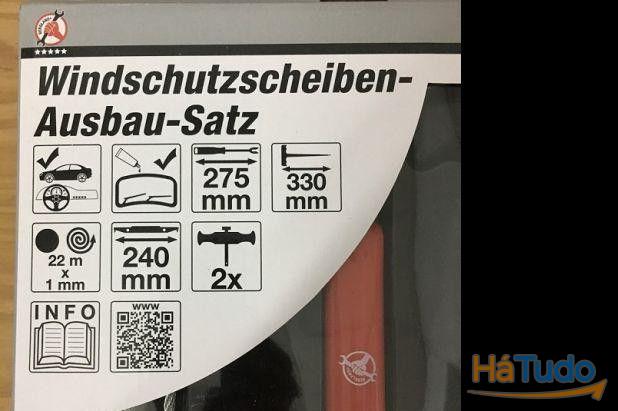 Windschutzscheiben-
Ausbau-Satz
275
mm
330
mm
22 m
x
1 mm
240
mm
2x
INFO
WWW
HáTudo